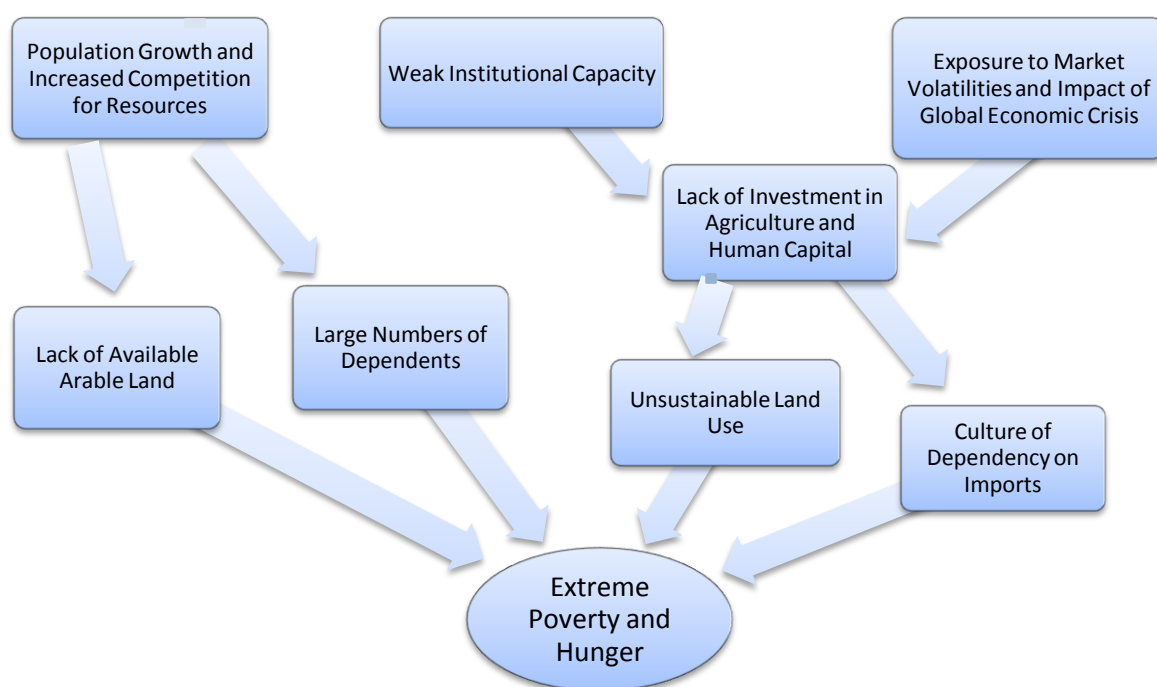 Population Growth and
Increased Competition
for Resources
Weak Institutional Capacity
Exposure to Market
Volatilities and Impact of
Global Economic Crisis
Lack of Investment in
Agriculture and
Human Capital
Lack of Available
Arable Land
Large Numbers of
Dependents
Unsustainable Land
Use
Culture of
Dependency on
Imports
Extreme
Poverty and
Hunger